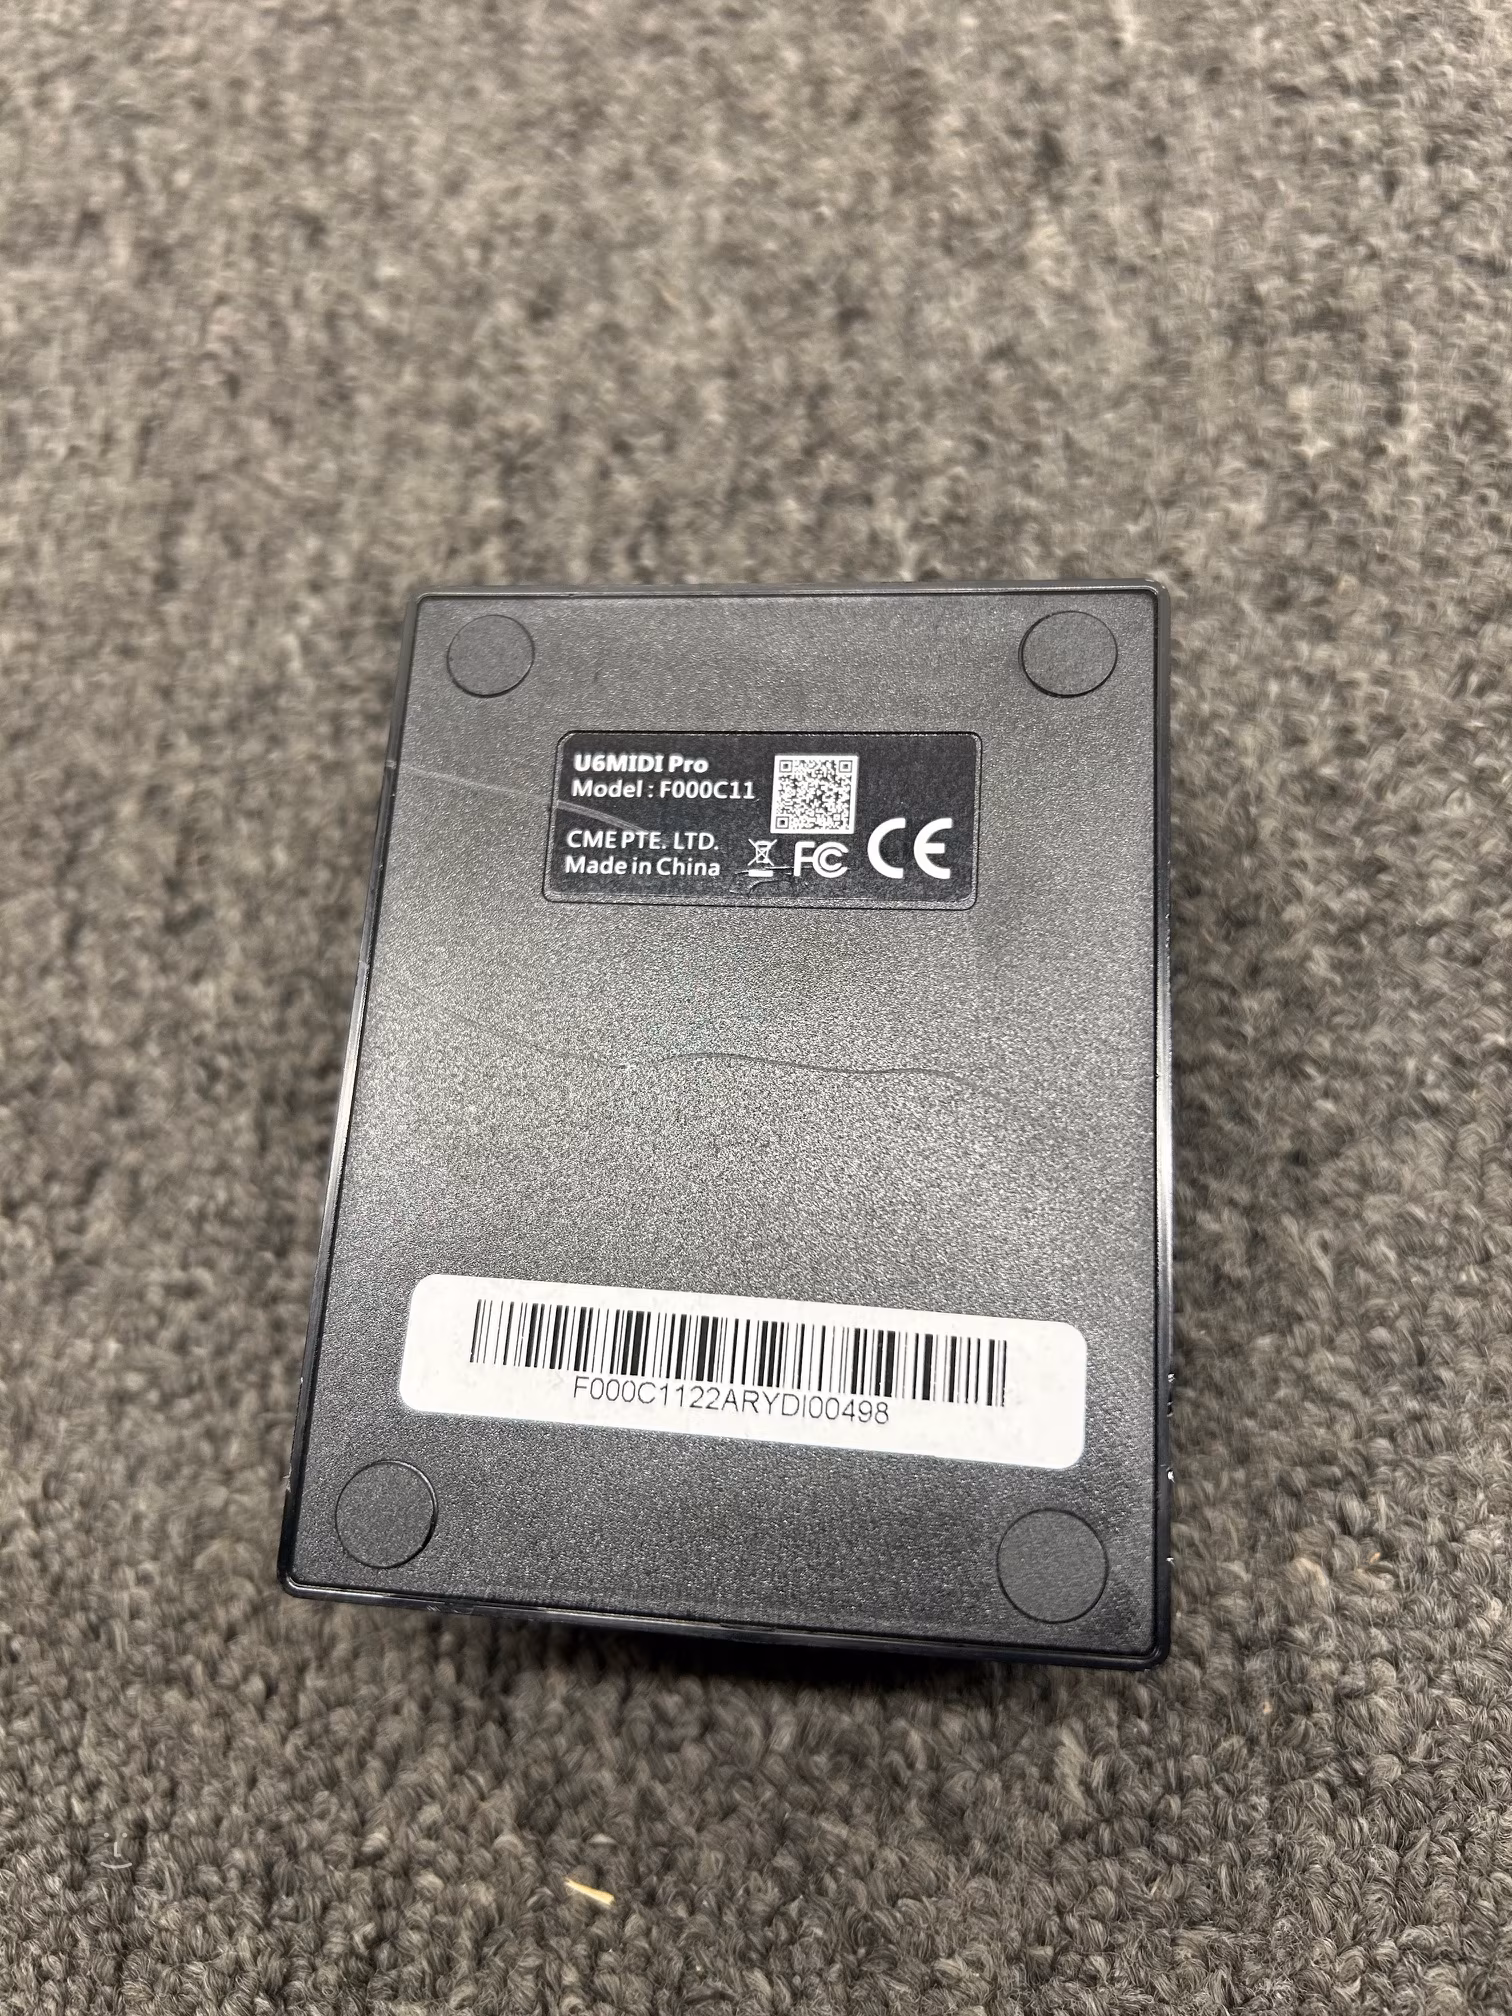 U6MIDI Pro
Model : F000C11
CME PTE. LTD.
Made in China
FC CE
F000C1122ARYDI00498